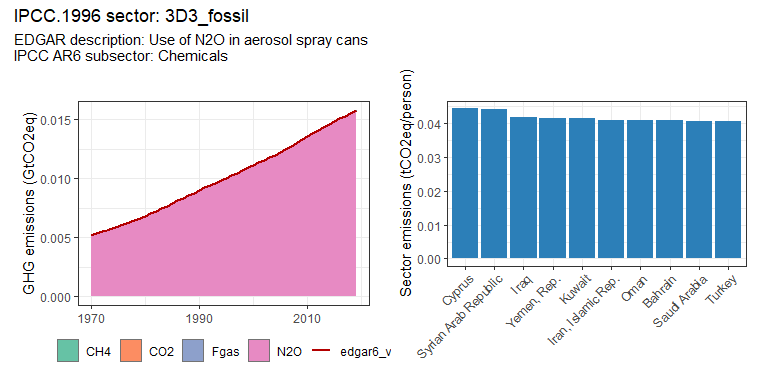 IPCC.1996 sector: 3D3_fossil
EDGAR description: Use of N2O in aerosol spray cans
IPCC AR6 subsector: Chemicals
GHG emissions (GtCO2eq)
0.015
0.010
0.005
0.000
1970
1990
2010
CH4
CO2
Fgas
N2O
edgar6_v
Sector emissions (tCO2eq/person)
0.04
0.03
0.02
0.01
0.00
Cyprus
Syrian Arab Republic
Iraq
Yemen, Rep.
Kuwait
Iran, Islamic Rep.
Oman
Bahrain
Saudi Arabia
Turkey